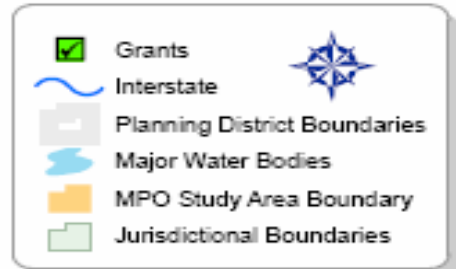 Grants
Interstate
Planning District Boundaries
Major Water Bodies
MPO Study Area Boundary
Jurisdictional Boundaries